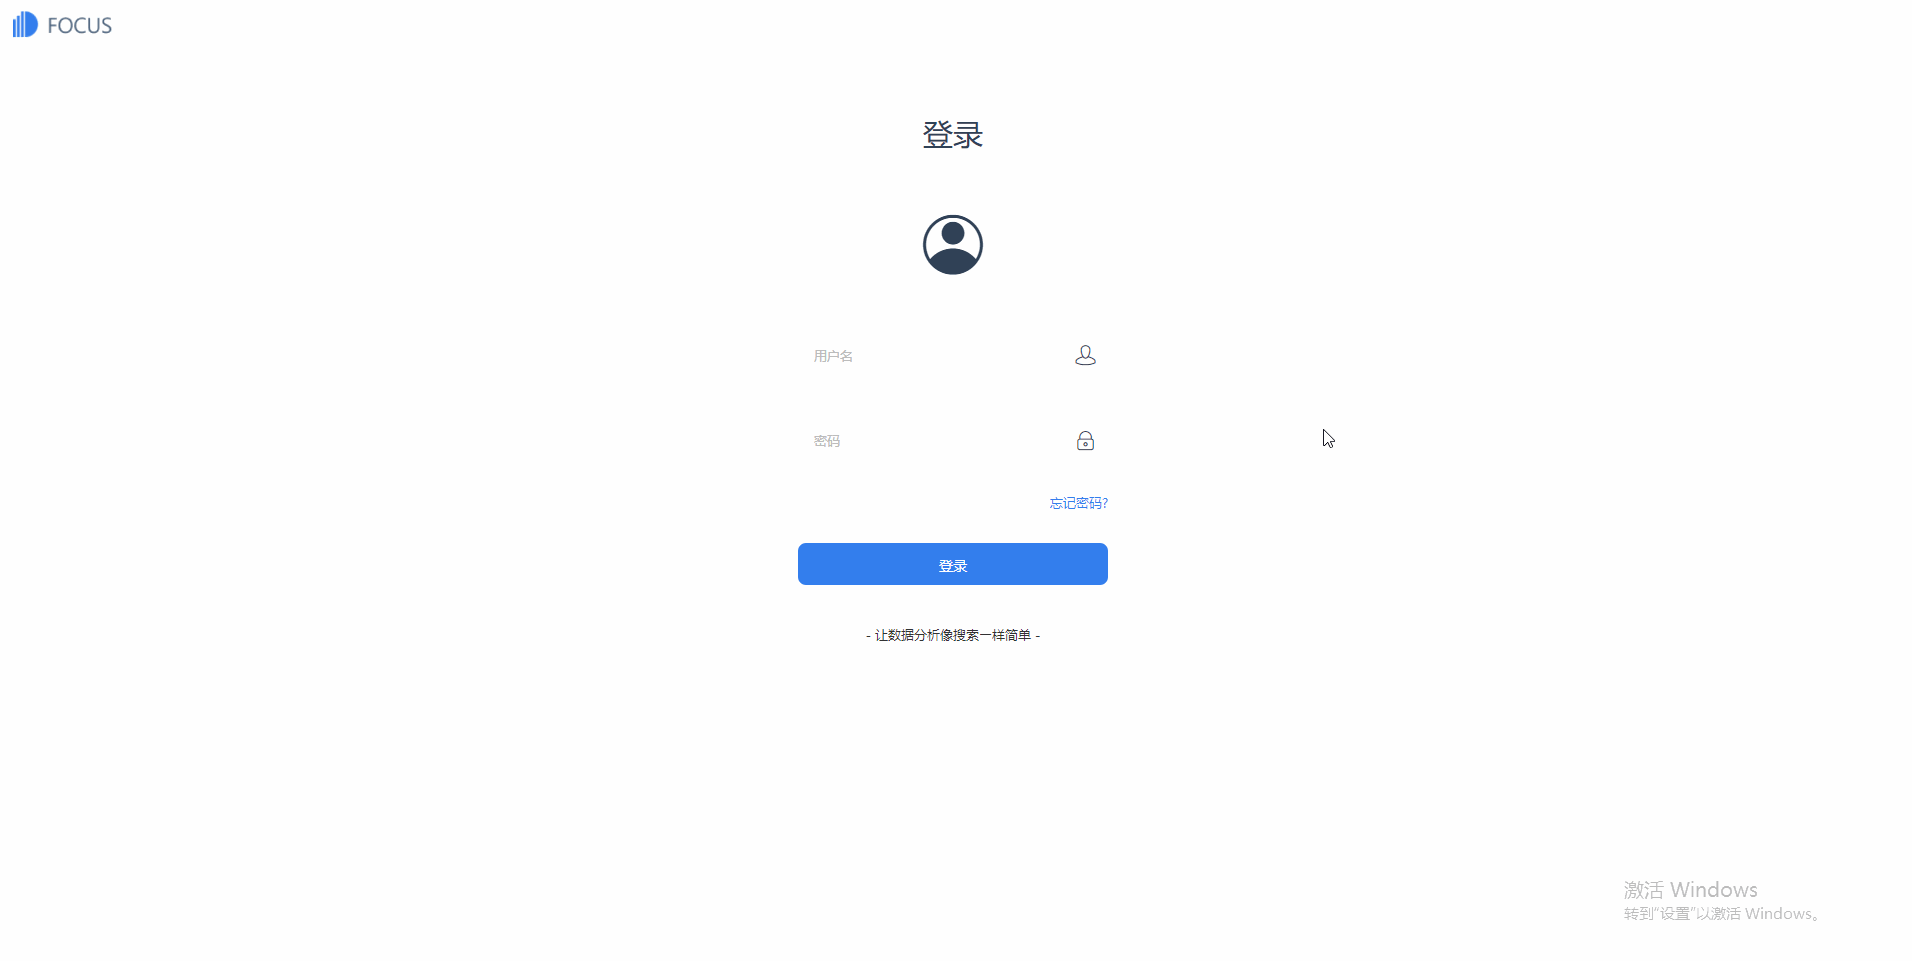 FOCUS
登录
用户名
密码
忘记密码?
登录
- 让数据分析像搜索一样简单 -
激活 Windows
转到"设置"以激活 Windows。